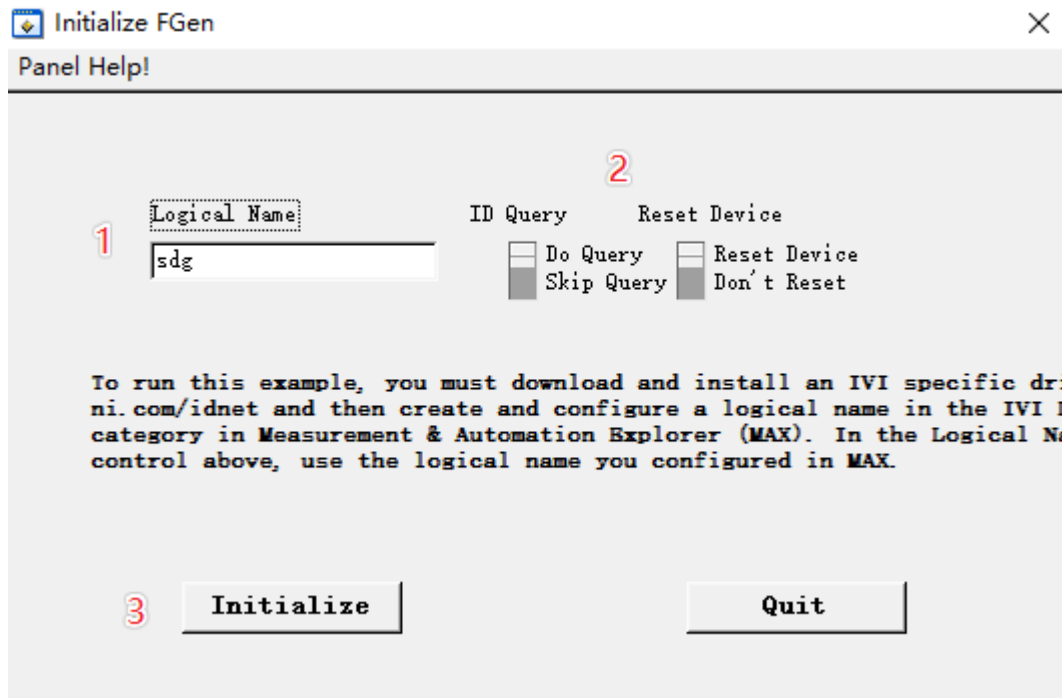 Initialize FGen
Panel Help!
2
Logical Name ID Query Reset Device
1
sdg
Do Query Reset Device
Skip Query Don't Reset
To run this example, you must download and install an IVI specific
ni.com/idnet and then create and configure a logical name in the IVI
category in Measurement & Automation Explorer (MAX). In the Logical
control above, use the logical name you configured in MAX.
3 Initialize Quit